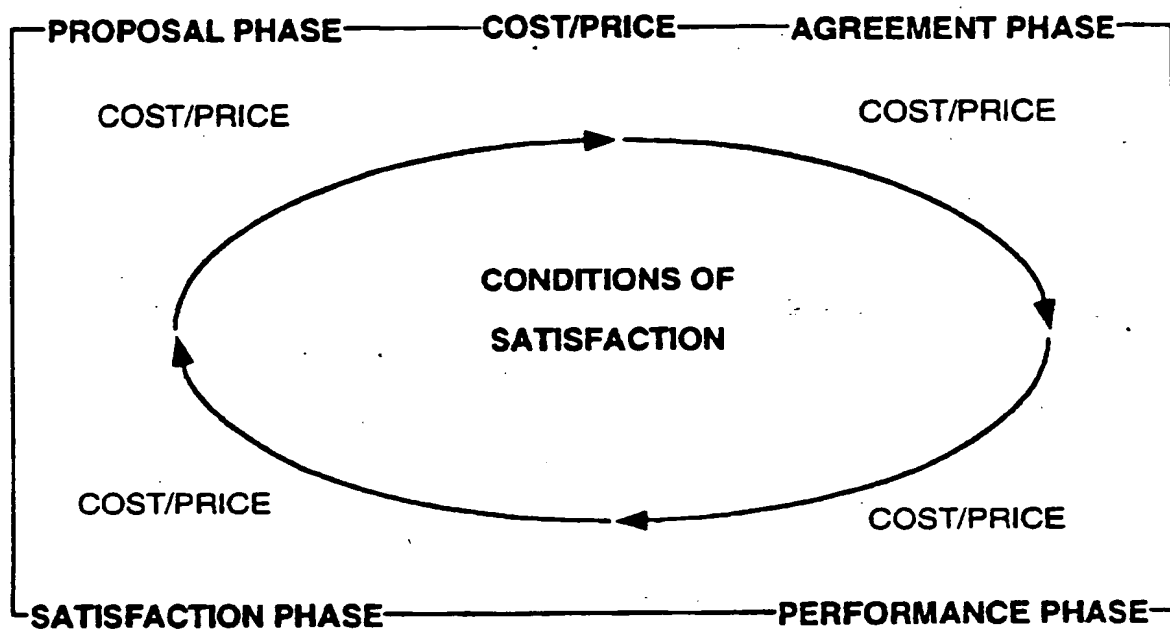 PROPOSAL PHASE COST/PRICE AGREEMENT PHASE
COST/PRICE COST/PRICE
CONDITIONS OF
SATISFACTION
COST/PRICE COST/PRICE
SATISFACTION PHASE PERFORMANCE PHASE